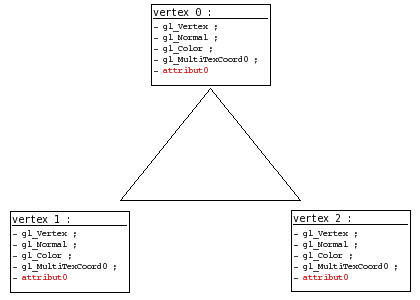 vertex 0 :
- gl_Vertex ;
- gl_Normal ;
- gl_Color ;
- gl_MultiTexCoord0 ;
- attribut0
vertex 1 :
- gl_Vertex ;
- gl_Normal ;
- gl_Color ;
- gl_MultiTexCoord0 ;
- attribut0
vertex 2 :
- gl_Vertex ;
- gl_Normal ;
- gl_Color ;
- gl_MultiTexCoord0 ;
- attribut0